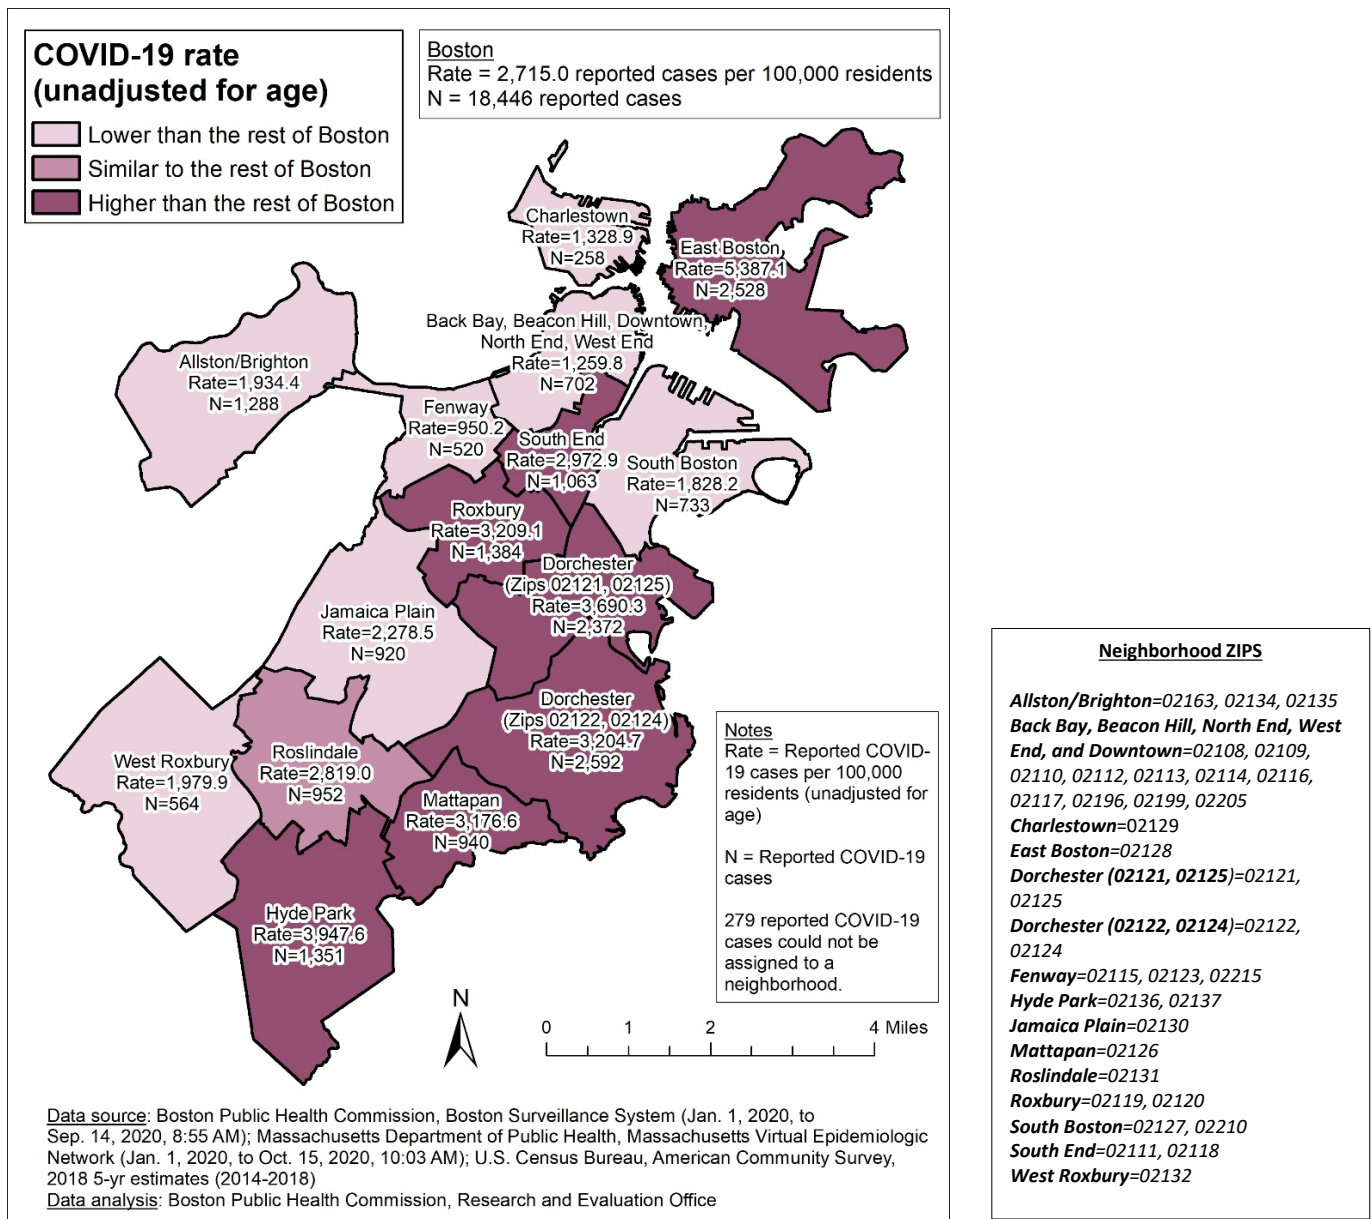 COVID-19 rate
(unadjusted for age)
Lower than the rest of Boston
Similar to the rest of Boston
Higher than the rest of Boston
Boston
Rate = 2,715.0 reported cases per 100,000 residents
N = 18,446 reported cases
Charlestown
Rate=1,328.9
N=258
East Boston
Rate=5,387.1
N=2,528
Back Bay, Beacon Hill, Downtown,
North End, West End
Rate=1,259.8
N=702
Allston/Brighton
Rate=1,934.4
N=1,288
Fenway
Rate=950.2
N=520
South End
Rate=2,972.9
N=1,063
South Boston
Rate=1,828.2
N=733
Roxbury
Rate=3,209.1
N=1,384
Dorchester
(Zips 02121, 02125)
Rate=3,690.3
N=2,372
Jamaica Plain
Rate=2,278.5
N=920
Dorchester
(Zips 02122, 02124)
Rate=3,204.7
N=2,592
West Roxbury
Rate=1,979.9
N=564
Roslindale
Rate=2,819.0
N=952
Mattapan
Rate=3,176.6
N=940
Hyde Park
Rate=3,947.6
N=1,351
Notes
Rate = Reported COVID-
19 cases per 100,000
residents (unadjusted for
age)
N = Reported COVID-19
cases
279 reported COVID-19
cases could not be
assigned to a
neighborhood.
N
0 1 2 4 Miles
Data source: Boston Public Health Commission, Boston Surveillance System (Jan. 1, 2020, to
Sep. 14, 2020, 8:55 AM); Massachusetts Department of Public Health, Massachusetts Virtual Epidemiologic
Network (Jan. 1, 2020, to Oct. 15, 2020, 10:03 AM); U.S. Census Bureau, American Community Survey,
2018 5-yr estimates (2014-2018)
Data analysis: Boston Public Health Commission, Research and Evaluation Office
Neighborhood ZIPS
Allston/Brighton=02163, 02134, 02135
Back Bay, Beacon Hill, North End, West
End, and Downtown=02108, 02109,
02110, 02112, 02113, 02114, 02116,
02117, 02196, 02199, 02205
Charlestown=02129
East Boston=02128
Dorchester (02121, 02125)=02121,
02125
Dorchester (02122, 02124)=02122,
02124
Fenway=02115, 02123, 02215
Hyde Park=02136, 02137
Jamaica Plain=02130
Mattapan=02126
Roslindale=02131
Roxbury=02119, 02120
South Boston=02127, 02210
South End=02111, 02118
West Roxbury=02132